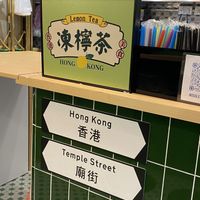 Lemon Tea
凍檸茶
HONG KONG
Hong Kong
香港
Temple Street
廟街